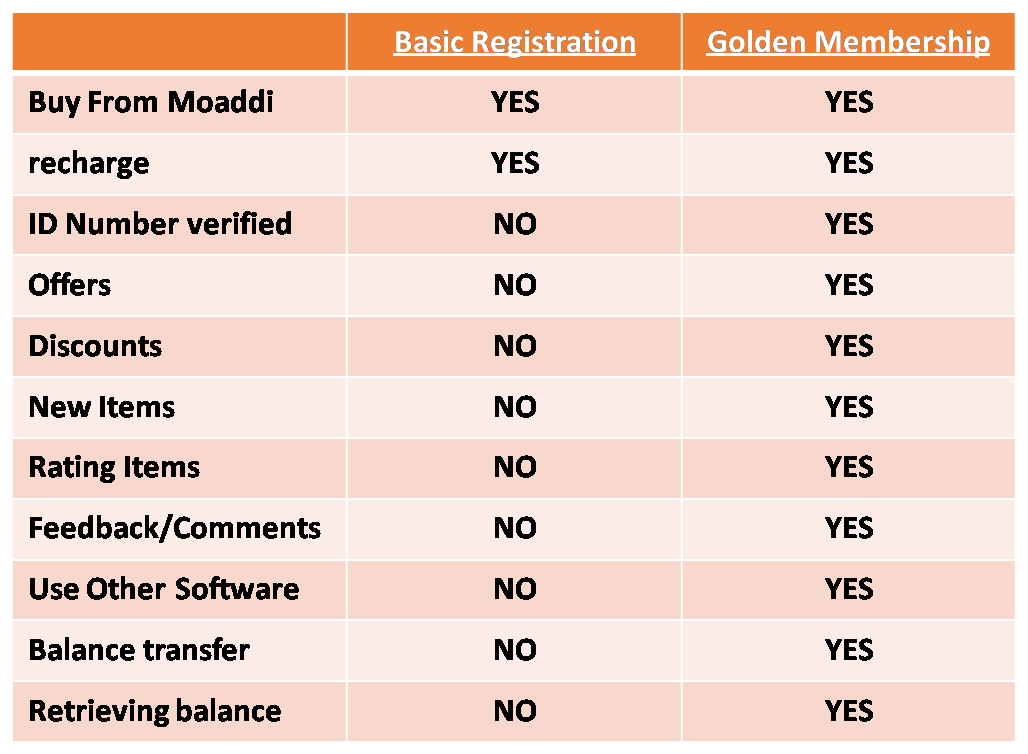 Basic Registration Golden Membership
Buy From Moaddi YES YES
recharge YES YES
ID Number verified NO YES
Offers NO YES
Discounts NO YES
New Items NO YES
Rating Items NO YES
Feedback/Comments NO YES
Use Other Software NO YES
Balance transfer NO YES
Retrieving balance NO YES